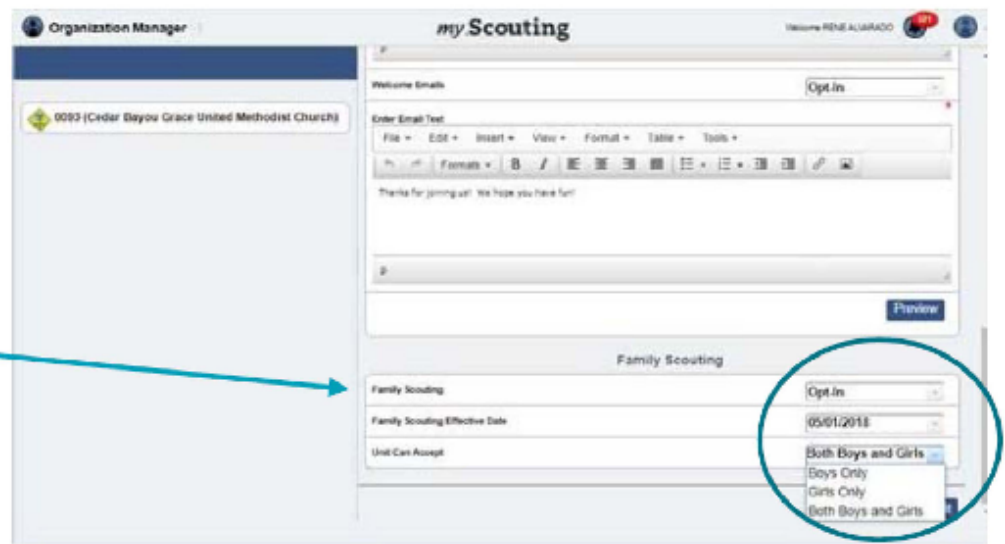 Organization Manager
my.Scouting
Welcome RENE ALVARADO
Welcome Emails
Opt-In
0093 (Cedar Bayou Grace United Methodist Church)
Enter Email Text
File Edit Insert View Format Table Tools
Formats B I
Thanks for joining us! We hope you have fun!
p
Preview
Family Scouting
Family Scouting
Opt-In
Family Scouting Effective Date
05/01/2018
Unit Can Accept
Both Boys and Girls
Boys Only
Girls Only
Both Boys and Girls